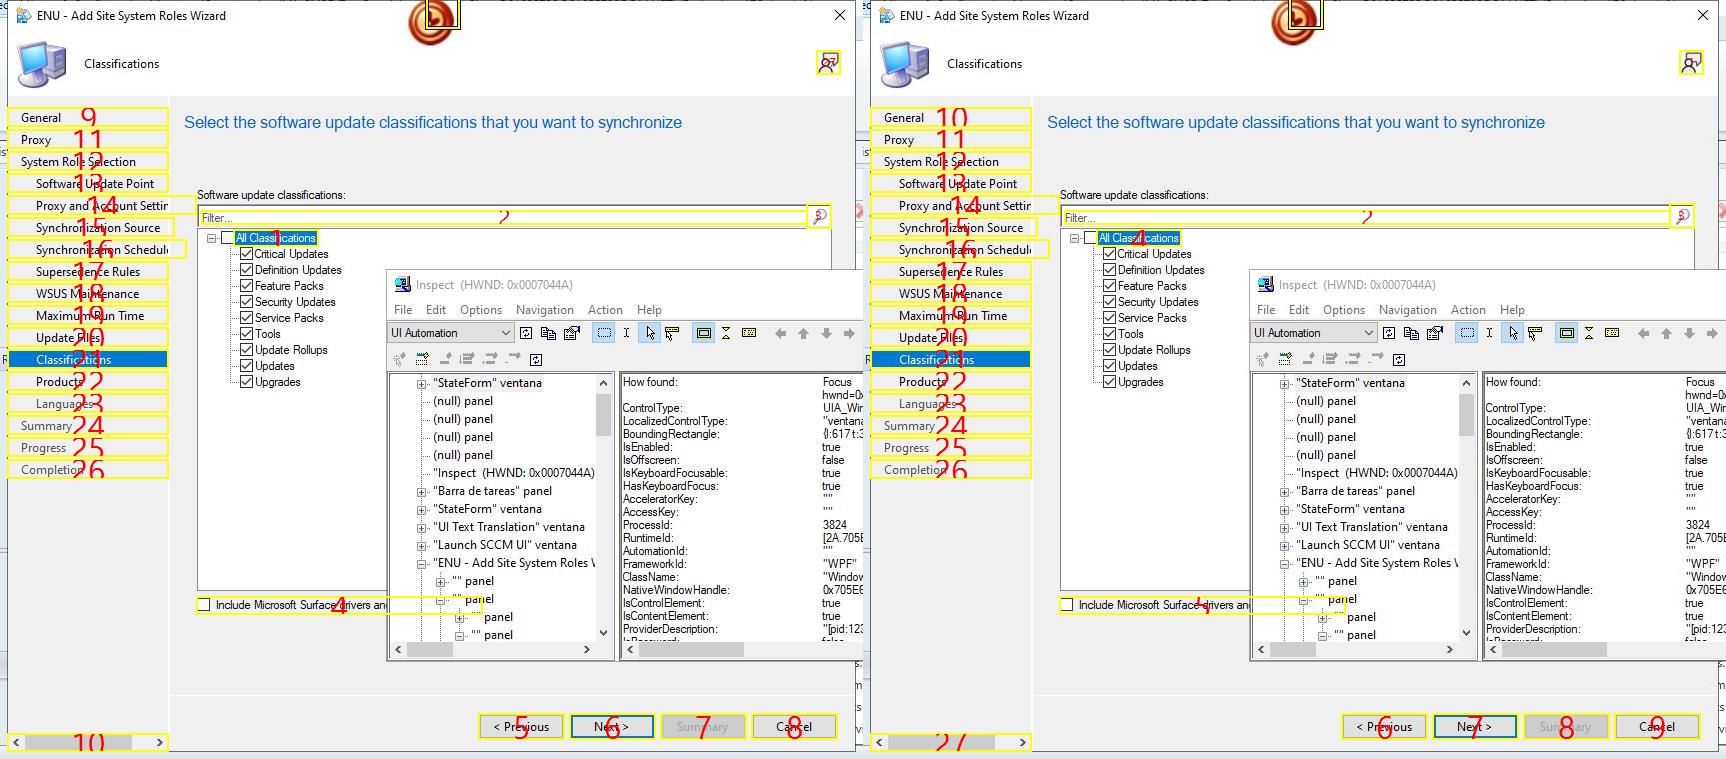 ENU - Add Site System Roles Wizard
Classifications
General
Proxy
System Role Selection
Software Update Point
Proxy and Account Settin
Synchronization Source
Synchronization Schedule
Supersedence Rules
WSUS Maintenance
Maximum Run Time
Update Files
Classifications
Products
Languages
Summary
Progress
Completion
9
11
12
13
14
15
16
17
18
19
20
21
22
23
24
25
26
10
Select the software update classifications that you want to synchronize
Software update classifications:
Filter...
2
3
All Classifications
1
Critical Updates
Definition Updates
Feature Packs
Security Updates
Service Packs
Tools
Update Rollups
Updates
Upgrades
Include Microsoft Surface drivers and
4
Inspect (HWND: 0x0007044A)
File Edit Options Navigation Action Help
UI Automation
"StateForm" ventana
(null) panel
(null) panel
(null) panel
(null) panel
"Inspect (HWND: 0x0007044A)
"Barra de tareas" panel
"StateForm" ventana
"UI Text Translation" ventana
"Launch SCCM UI" ventana
"ENU - Add Site System Roles W
"" panel
"" panel
"" panel
"" panel
How found: Focus
hwnd=0x
ControlType: UIA_Win
LocalizedControlType: "ventana
BoundingRectangle: {l:617 t:3
IsEnabled: true
IsOffscreen: false
IsKeyboardFocusable: true
HasKeyboardFocus: true
AcceleratorKey: ""
AccessKey: ""
ProcessId: 3824
RuntimeId: [2A.705E
AutomationId: ""
FrameworkId: "WPF"
ClassName: "Window
NativeWindowHandle: 0x705E6
IsControlElement: true
IsContentElement: true
ProviderDescription: "[pid:123
< Previous Next > Summary Cancel
5 6 7 8
ENU - Add Site System Roles Wizard
Classifications
General
Proxy
System Role Selection
Software Update Point
Proxy and Account Settin
Synchronization Source
Synchronization Schedule
Supersedence Rules
WSUS Maintenance
Maximum Run Time
Update Files
Classifications
Products
Languages
Summary
Progress
Completion
10
11
12
13
14
15
16
17
18
19
20
21
22
23
24
25
26
27
Select the software update classifications that you want to synchronize
Software update classifications:
Filter...
2
3
All Classifications
4
Critical Updates
Definition Updates
Feature Packs
Security Updates
Service Packs
Tools
Update Rollups
Updates
Upgrades
Include Microsoft Surface drivers and
5
Inspect (HWND: 0x0007044A)
File Edit Options Navigation Action Help
UI Automation
"StateForm" ventana
(null) panel
(null) panel
(null) panel
(null) panel
"Inspect (HWND: 0x0007044A)
"Barra de tareas" panel
"StateForm" ventana
"UI Text Translation" ventana
"Launch SCCM UI" ventana
"ENU - Add Site System Roles W
"" panel
"" panel
"" panel
"" panel
How found: Focus
hwnd=0x
ControlType: UIA_Win
LocalizedControlType: "ventana
BoundingRectangle: {l:617 t:3
IsEnabled: true
IsOffscreen: false
IsKeyboardFocusable: true
HasKeyboardFocus: true
AcceleratorKey: ""
AccessKey: ""
ProcessId: 3824
RuntimeId: [2A.705E
AutomationId: ""
FrameworkId: "WPF"
ClassName: "Window
NativeWindowHandle: 0x705E6
IsControlElement: true
IsContentElement: true
ProviderDescription: "[pid:123
< Previous Next > Summary Cancel
6 7 8 9